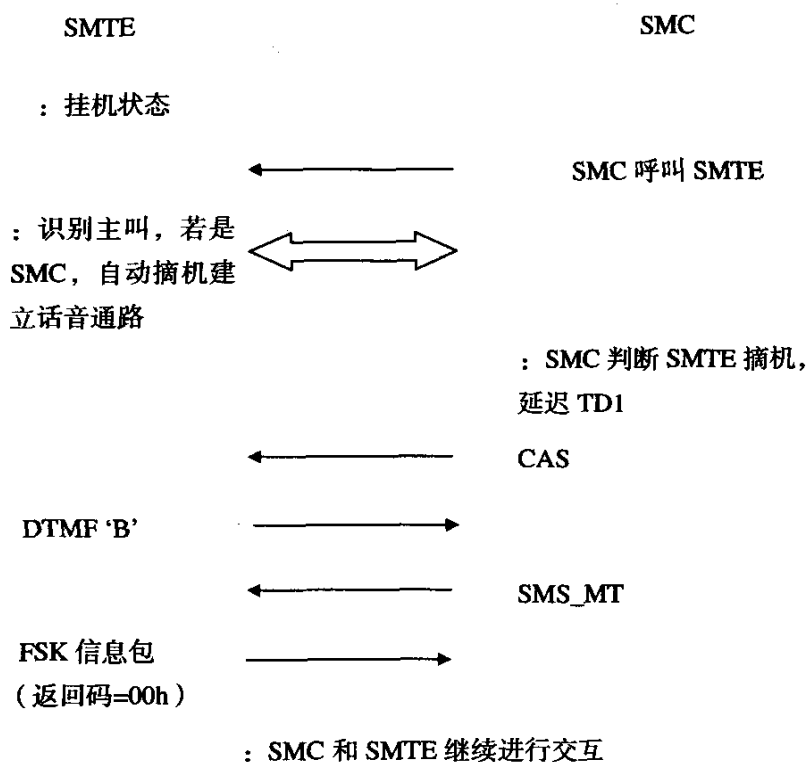 SMTE
SMC
：挂机状态
SMC 呼叫 SMTE
：识别主叫，若是
SMC，自动摘机建
立话音通路
：SMC 判断 SMTE 摘机，
延迟 TD1
CAS
DTMF ‘B’
SMS_MT
FSK 信息包
（返回码=00h）
：SMC 和 SMTE 继续进行交互